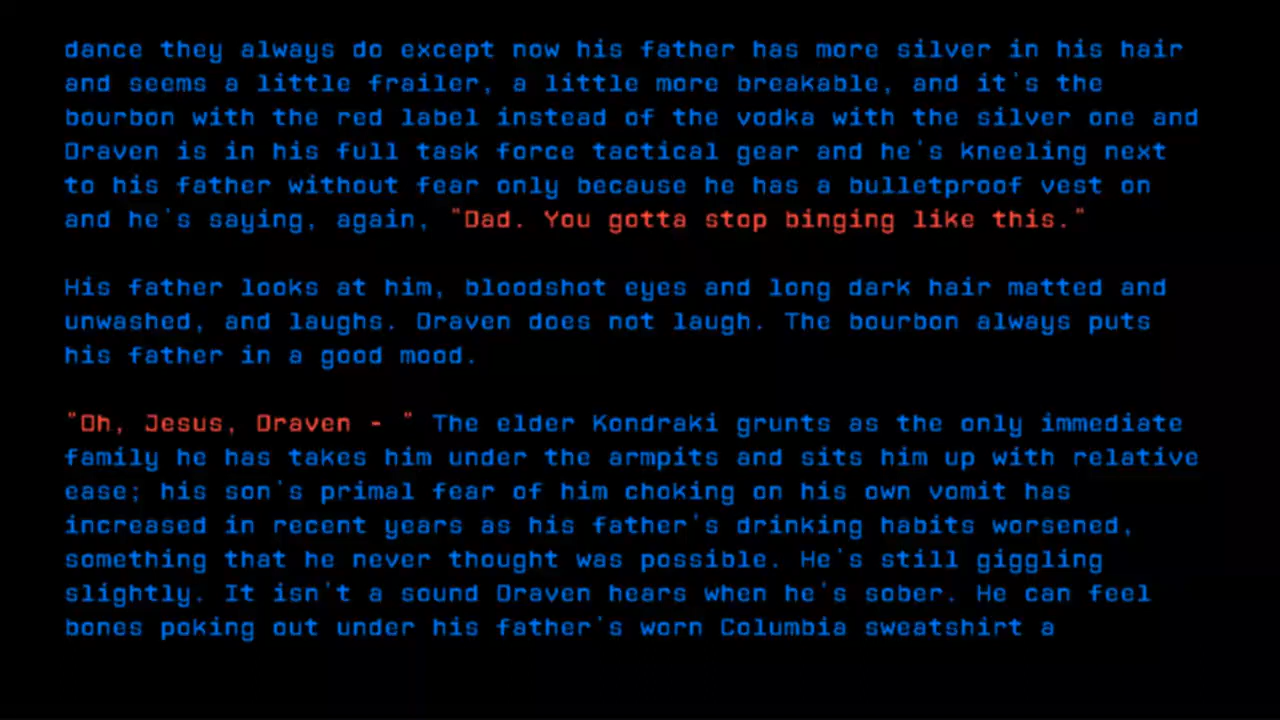 dance they always do except now his father has more silver in his hair
and seems a little frailer, a little more breakable, and it's the
bourbon with the red label instead of the vodka with the silver one and
Draven is in his full task force tactical gear and he's kneeling next
to his father without fear only because he has a bulletproof vest on
and he's saying, again, "Dad. You gotta stop binging like this."
His father looks at him, bloodshot eyes and long dark hair matted and
unwashed, and laughs. Draven does not laugh. The bourbon always puts
his father in a good mood.
"Oh, Jesus, Draven - " The elder Kondraki grunts as the only immediate
family he has takes him under the armpits and sits him up with relative
ease; his son's primal fear of him choking on his own vomit has
increased in recent years as his father's drinking habits worsened,
something that he never thought was possible. He's still giggling
slightly. It isn't a sound Draven hears when he's sober. He can feel
bones poking out under his father's worn Columbia sweatshirt a